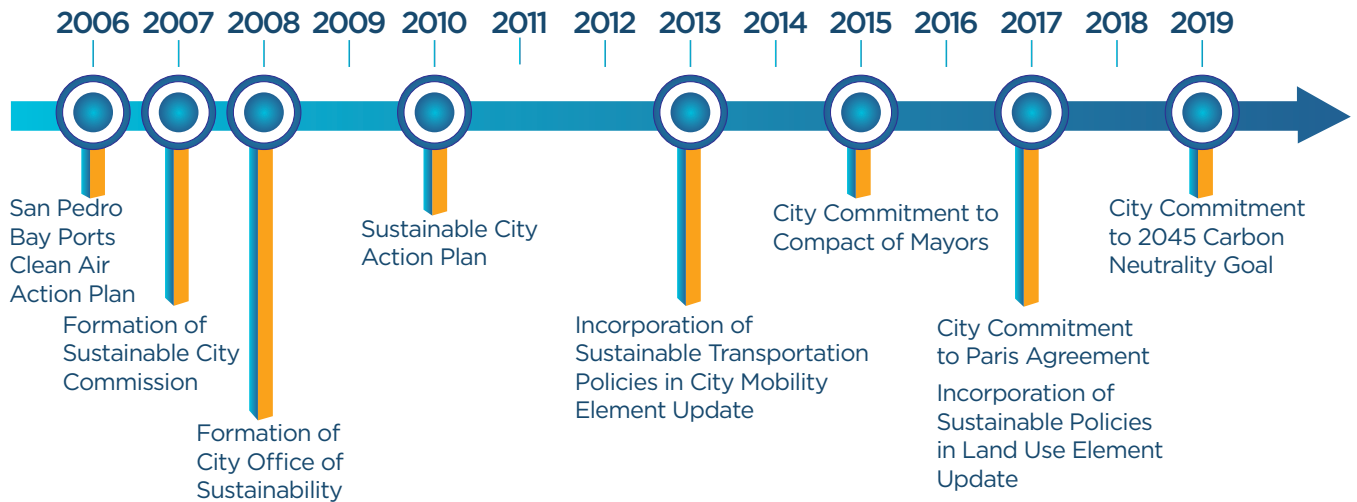 2006 2007 2008 2009 2010 2011 2012 2013 2014 2015 2016 2017 2018 2019
San Pedro
Bay Ports
Clean Air
Action Plan
Formation of
Sustainable City
Commission
Formation of
City Office of
Sustainability
Sustainable City
Action Plan
Incorporation of
Sustainable Transportation
Policies in City Mobility
Element Update
City Commitment to
Compact of Mayors
City Commitment
to Paris Agreement
Incorporation of
Sustainable Policies
in Land Use Element
Update
City Commitment
to 2045 Carbon
Neutrality Goal